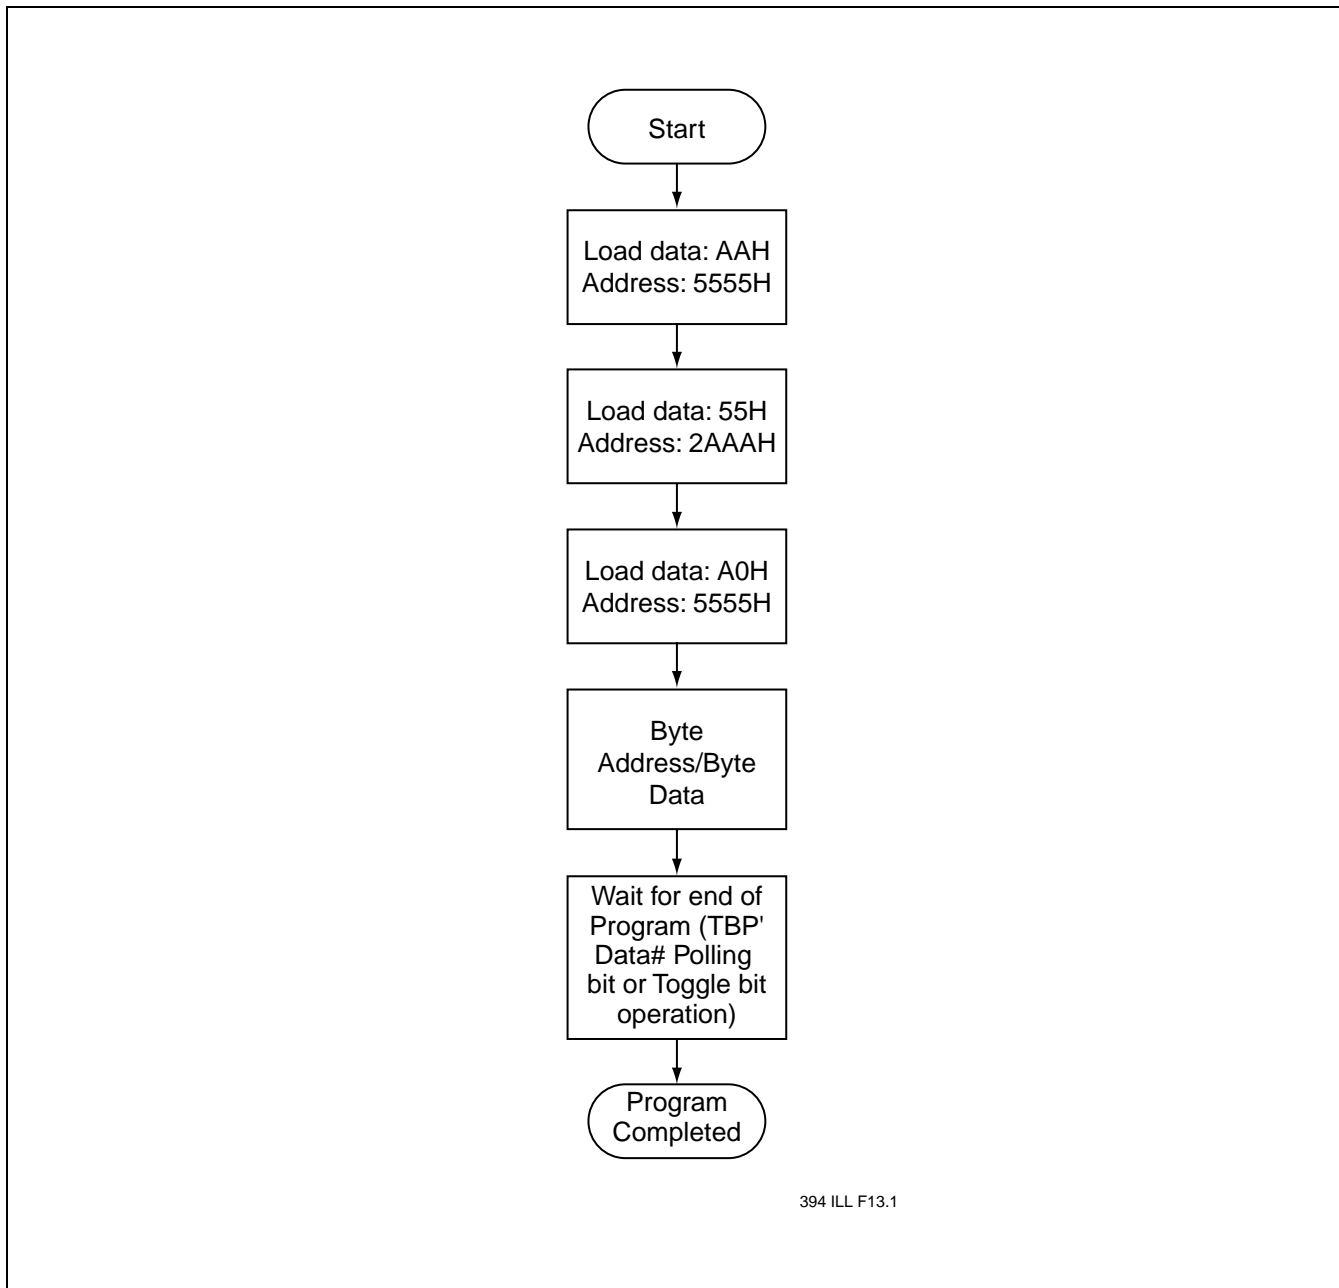 Start
Load data: AAH
Address: 5555H
Load data: 55H
Address: 2AAAH
Load data: A0H
Address: 5555H
Byte
Address/Byte
Data
Wait for end of
Program (TBP'
Data# Polling
bit or Toggle bit
operation)
Program
Completed
394 ILL F13.1